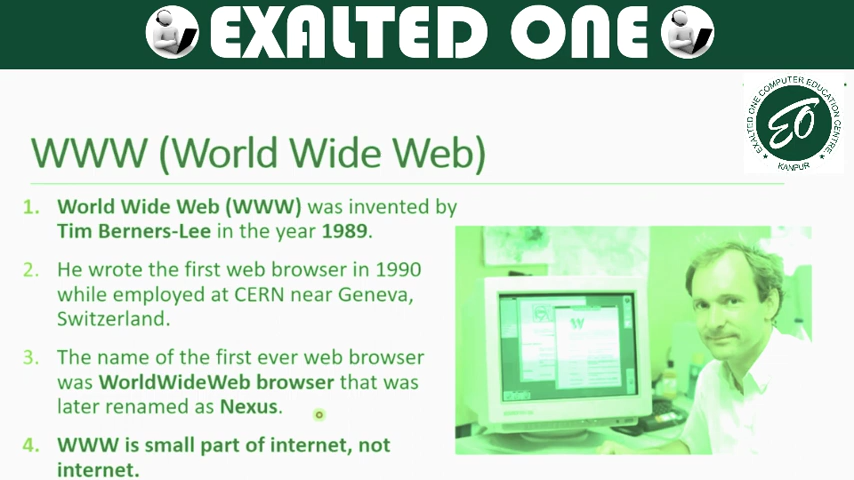 EXALTED ONE
EXALTED ONE COMPUTER EDUCATION CENTRE,
EO
KANPUR
WWW (World Wide Web)
1. World Wide Web (WWW) was invented by
Tim Berners-Lee in the year 1989.
2. He wrote the first web browser in 1990
while employed at CERN near Geneva,
Switzerland.
3. The name of the first ever web browser
was WorldWideWeb browser that was
later renamed as Nexus.
4. WWW is small part of internet, not
internet.